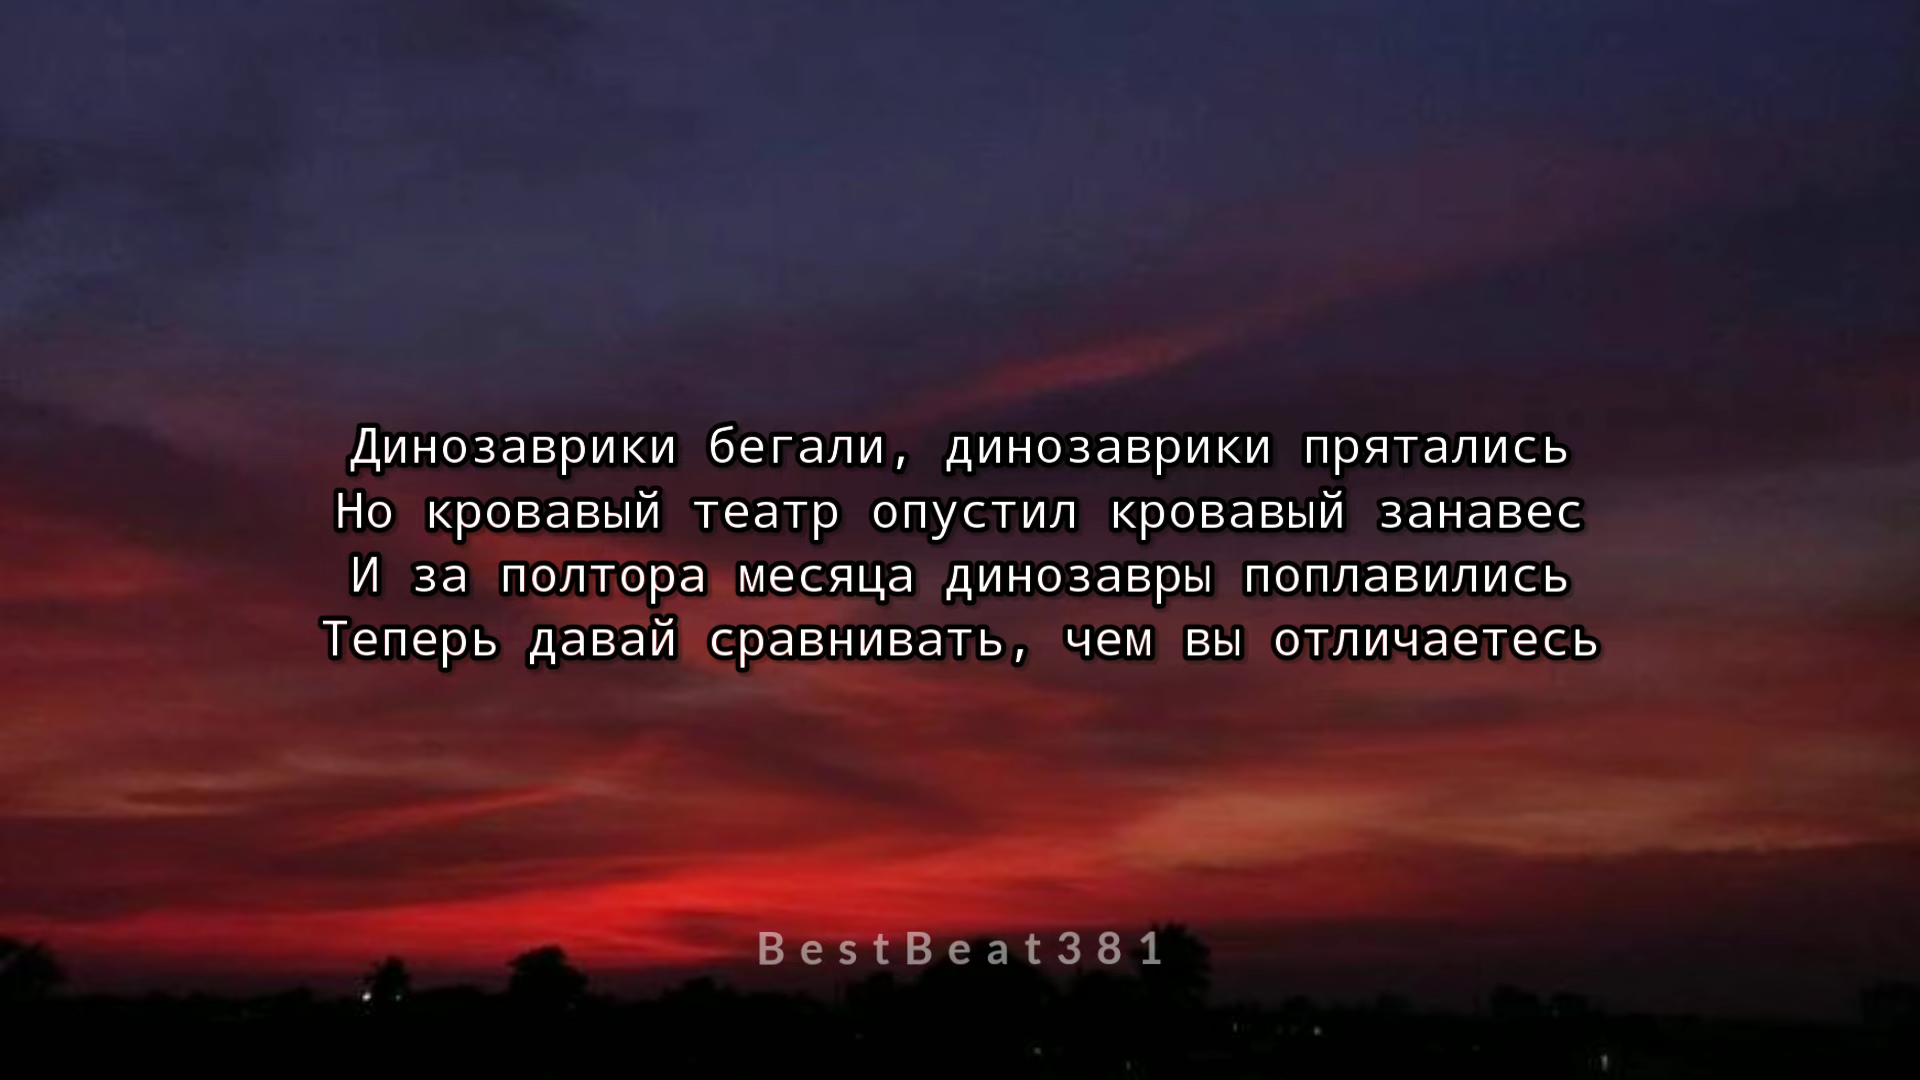 Динозаврики бегали, динозаврики прятались
Но кровавый театр опустил кровавый занавес
И за полтора месяца динозавры поплавились
Теперь давай сравнивать, чем вы отличаетесь
BestBeat381